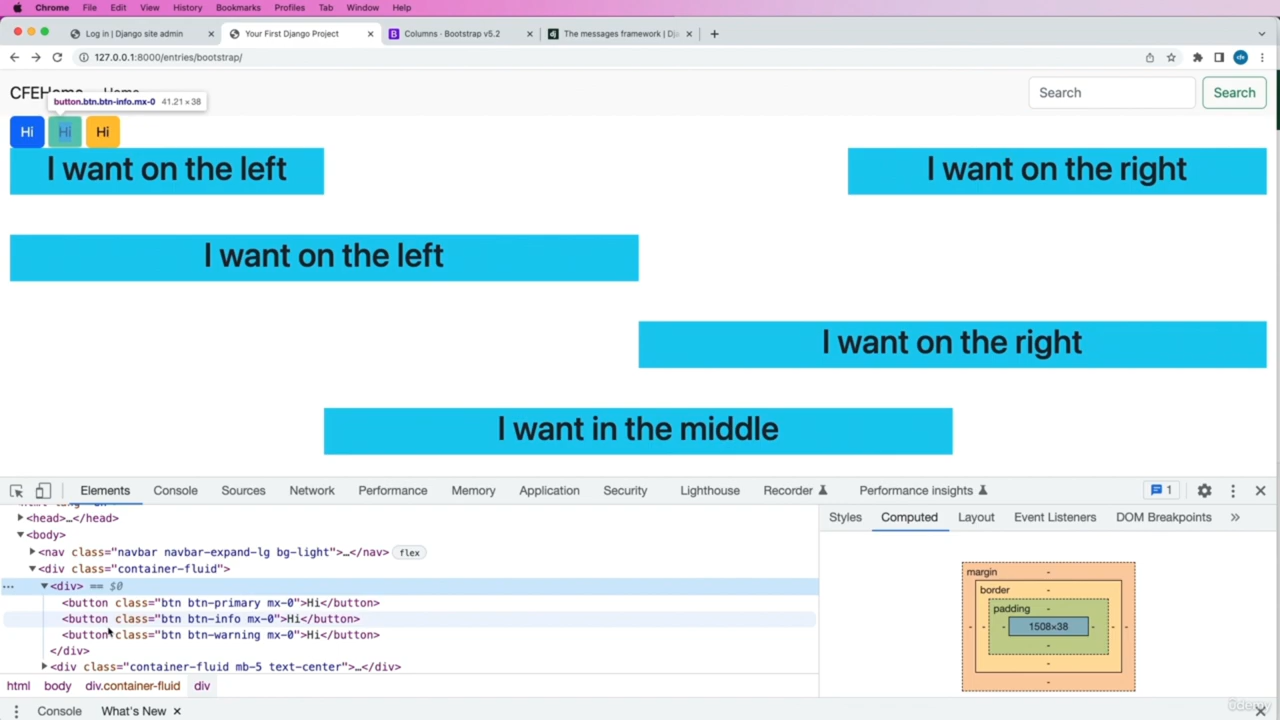 Chrome File Edit View History Bookmarks Profiles Tab Window Help
Log in | Django site admin Your First Django Project Columns · Bootstrap v5.2 The messages framework | Dja
127.0.0.1:8000/entries/bootstrap/
CFEHome Home Search Search
button.btn.btn-info.mx-0 41.21 × 38
Hi Hi Hi
I want on the left I want on the right
I want on the left
I want on the right
I want in the middle
Elements Console Sources Network Performance Memory Application Security Lighthouse Recorder Performance insights 1
<head>…</head>
<body>
<nav class="navbar navbar-expand-lg bg-light">…</nav> flex
<div class="container-fluid">
<div> == $0
<button class="btn btn-primary mx-0">Hi</button>
<button class="btn btn-info mx-0">Hi</button>
<button class="btn btn-warning mx-0">Hi</button>
</div>
<div class="container-fluid mb-5 text-center">…</div>
html body div.container-fluid div
Styles Computed Layout Event Listeners DOM Breakpoints
margin -
border -
padding -
- - - 1508×38 - - -
-
-
-
Console What's New
ûdemy